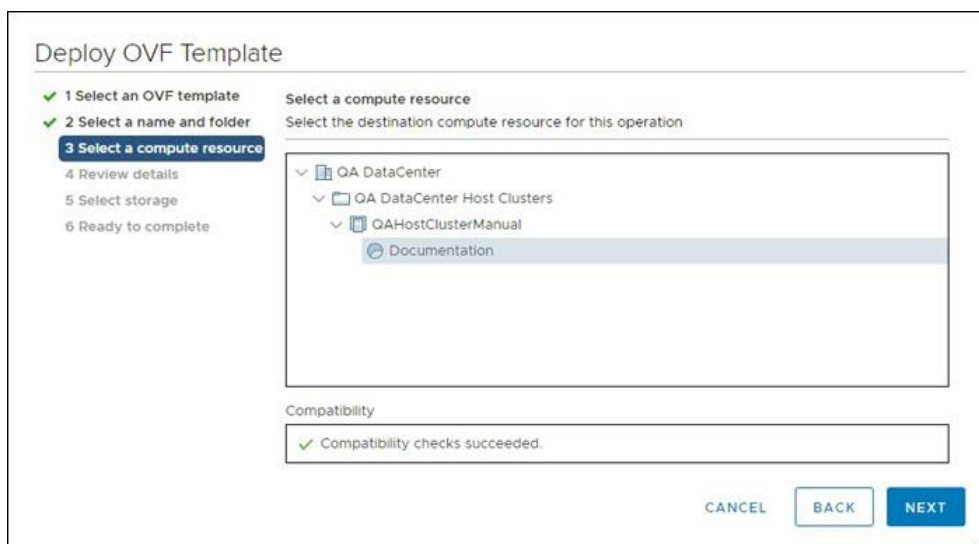 Deploy OVF Template
1 Select an OVF template
2 Select a name and folder
3 Select a compute resource
4 Review details
5 Select storage
6 Ready to complete
Select a compute resource
Select the destination compute resource for this operation
QA DataCenter
QA DataCenter Host Clusters
QAHostClusterManual
Documentation
Compatibility
Compatibility checks succeeded.
CANCEL BACK NEXT